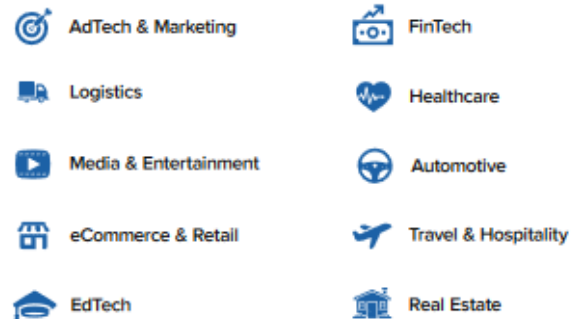 AdTech & Marketing
FinTech
Logistics
Healthcare
Media & Entertainment
Automotive
eCommerce & Retail
Travel & Hospitality
EdTech
Real Estate